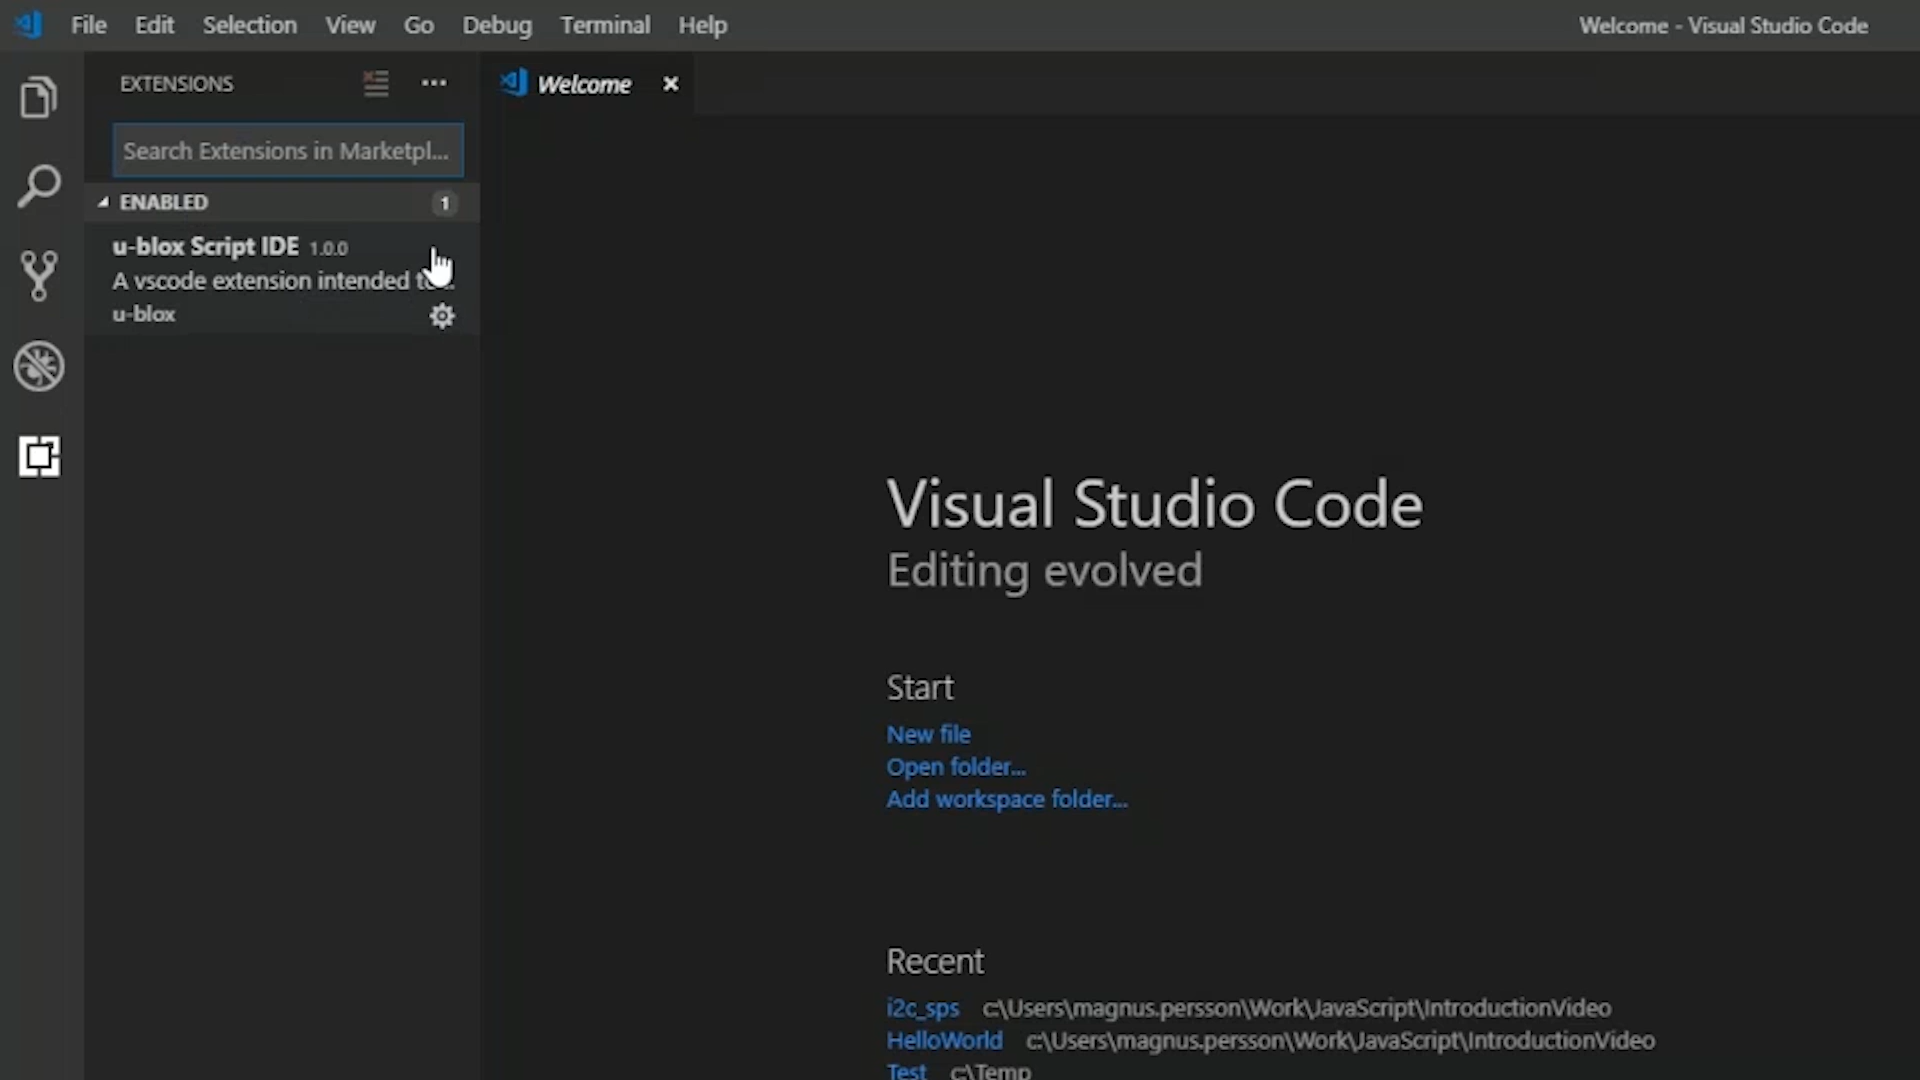 File Edit Selection View Go Debug Terminal Help
Welcome - Visual Studio Code
EXTENSIONS
Welcome
Search Extensions in Marketpl...
ENABLED 1
u-blox Script IDE 1.0.0
A vscode extension intended
u-blox
Visual Studio Code
Editing evolved
Start
New file
Open folder...
Add workspace folder...
Recent
i2c_sps c:\Users\magnus.persson\Work\JavaScript\IntroductionVideo
HelloWorld c:\Users\magnus.persson\Work\JavaScript\IntroductionVideo
Test c:\Temp